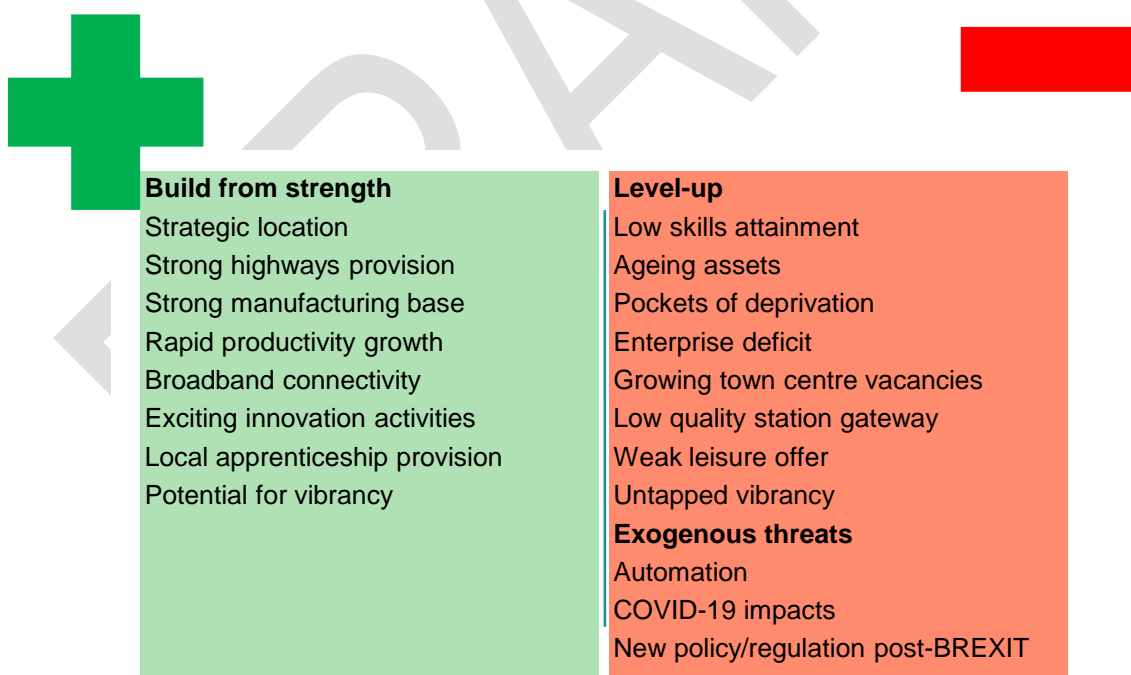 Build from strength
Strategic location
Strong highways provision
Strong manufacturing base
Rapid productivity growth
Broadband connectivity
Exciting innovation activities
Local apprenticeship provision
Potential for vibrancy
Level-up
Low skills attainment
Ageing assets
Pockets of deprivation
Enterprise deficit
Growing town centre vacancies
Low quality station gateway
Weak leisure offer
Untapped vibrancy
Exogenous threats
Automation
COVID-19 impacts
New policy/regulation post-BREXIT